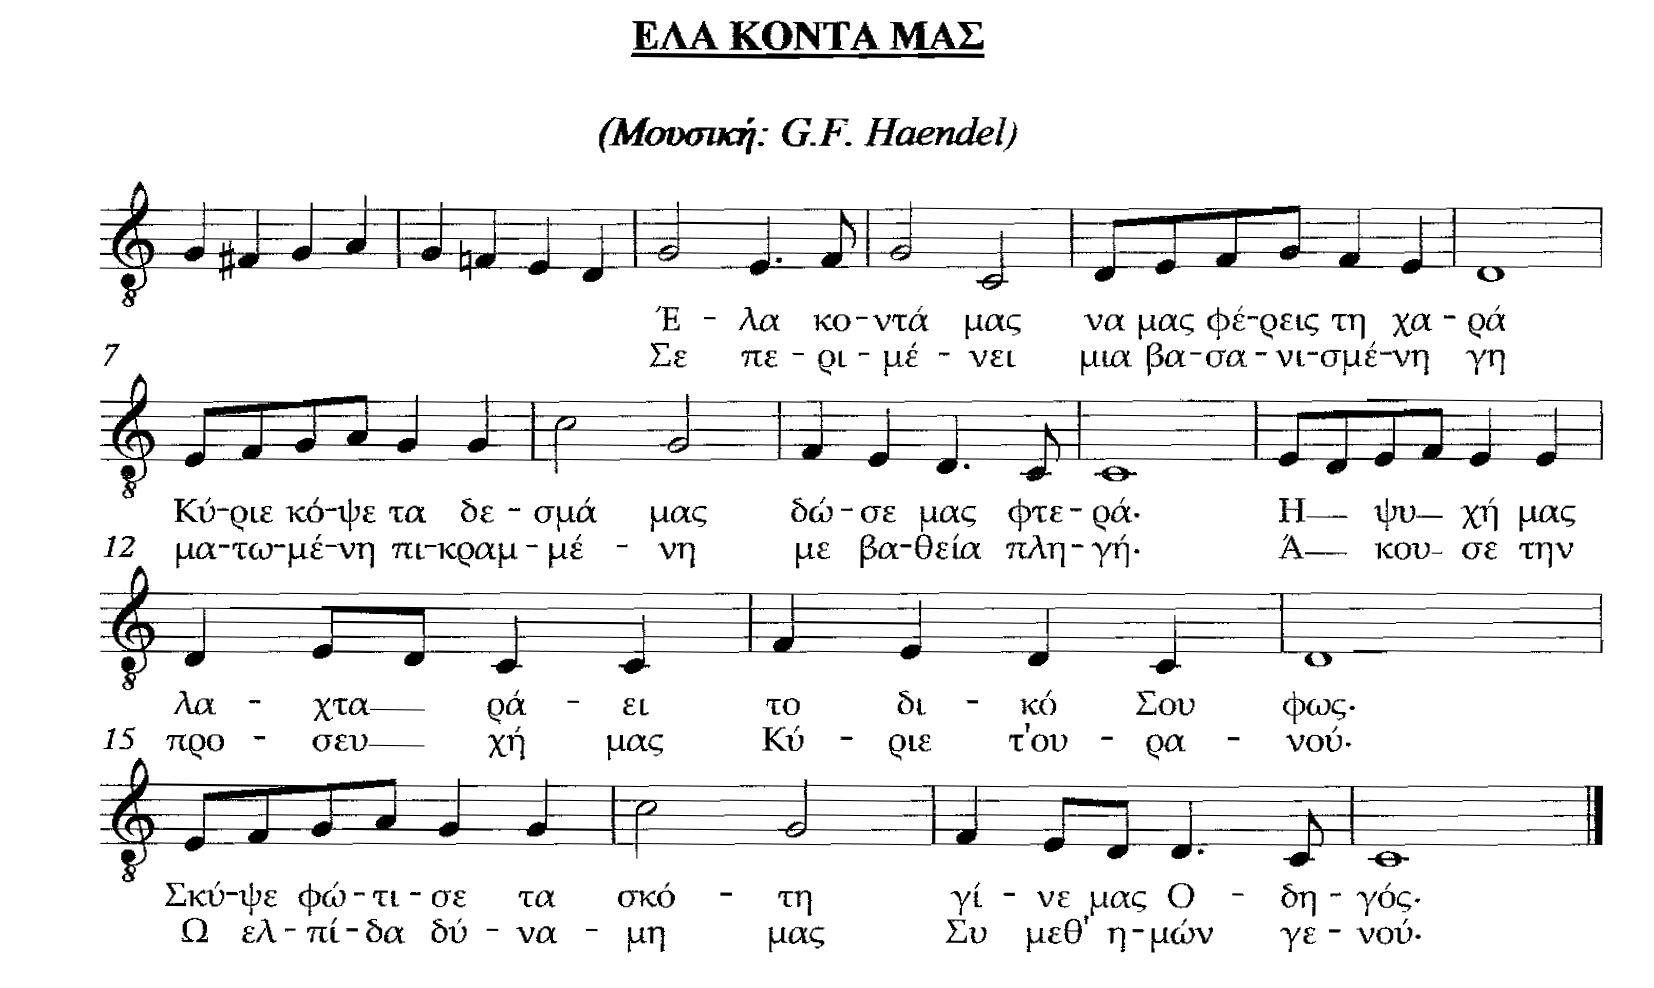 ΕΛΑ ΚΟΝΤΑ ΜΑΣ
(Μουσική: G.F. Haendel)
8
Έ - λα κο-ντά μας να μας φέ-ρεις τη χα - ρά
Σε πε - ρι - μέ - νει μια βα-σα-νι-σμέ-νη γη
7
8
Κύ-ριε κό-ψε τα δε - σμά μας δώ-σε μας φτε-ρά. Η ψυ χή μας
μα-τω-μέ-νη πι-κραμ-μέ - νη με βα-θεία πλη-γή. Ά κου σε την
12
8
λα - χτα ρά - ει το δι - κό Σου φως.
προ - σευ χή μας Κύ - ριε τ'ου - ρα - νού.
15
8
Σκύ-ψε φώ-τι-σε τα σκό - τη γί - νε μας Ο - δη - γός.
Ω ελ-πί-δα δύ - να - μη μας Συ μεθ' η-μών γε - νού.